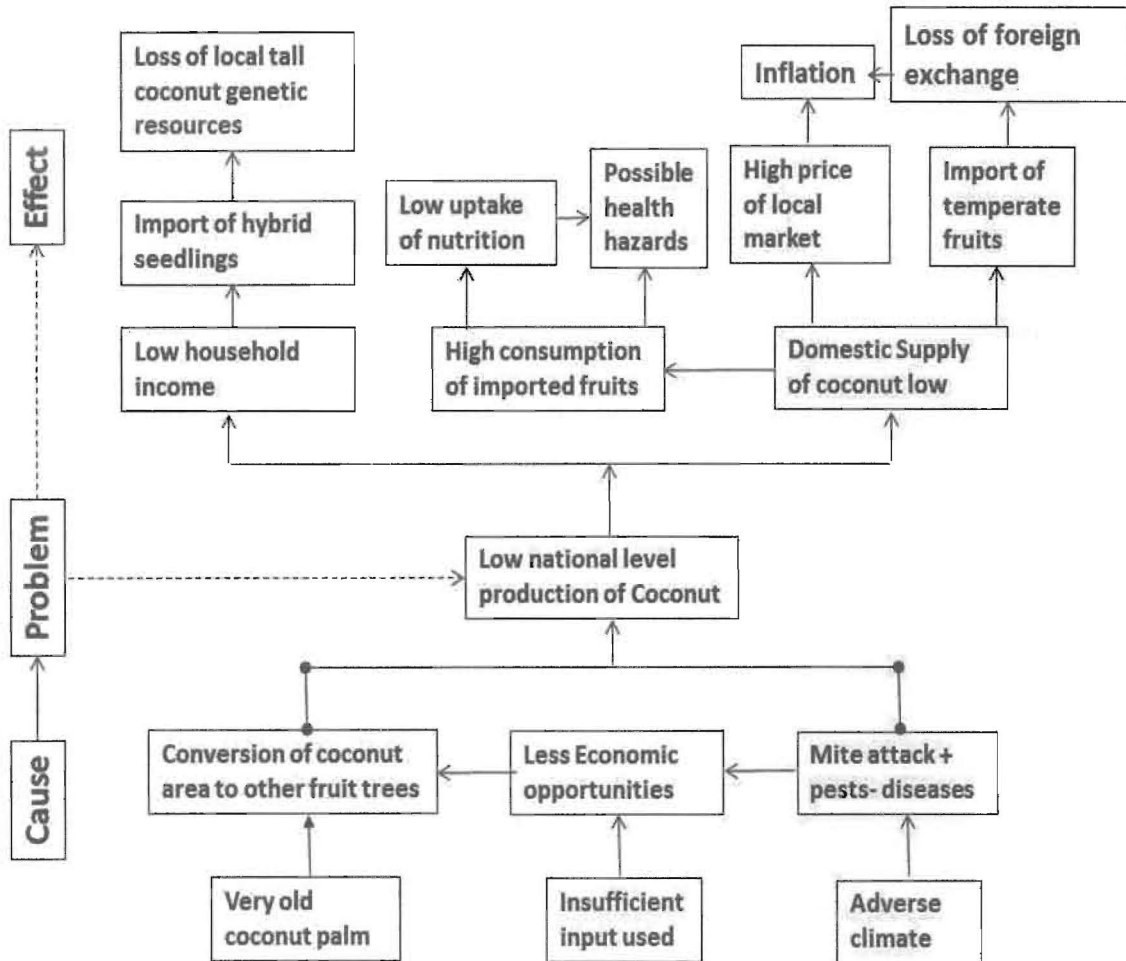 Loss of local tall
coconut genetic
resources
Inflation
Loss of foreign
exchange
Effect
Import of hybrid
seedlings
Low uptake
of nutrition
Possible
health
hazards
High price
of local
market
Import of
temperate
fruits
Low household
income
High consumption
of imported fruits
Domestic Supply
of coconut low
Problem
Low national level
production of Coconut
Cause
Conversion of coconut
area to other fruit trees
Less Economic
opportunities
Mite attack +
pests- diseases
Very old
coconut palm
Insufficient
input used
Adverse
climate